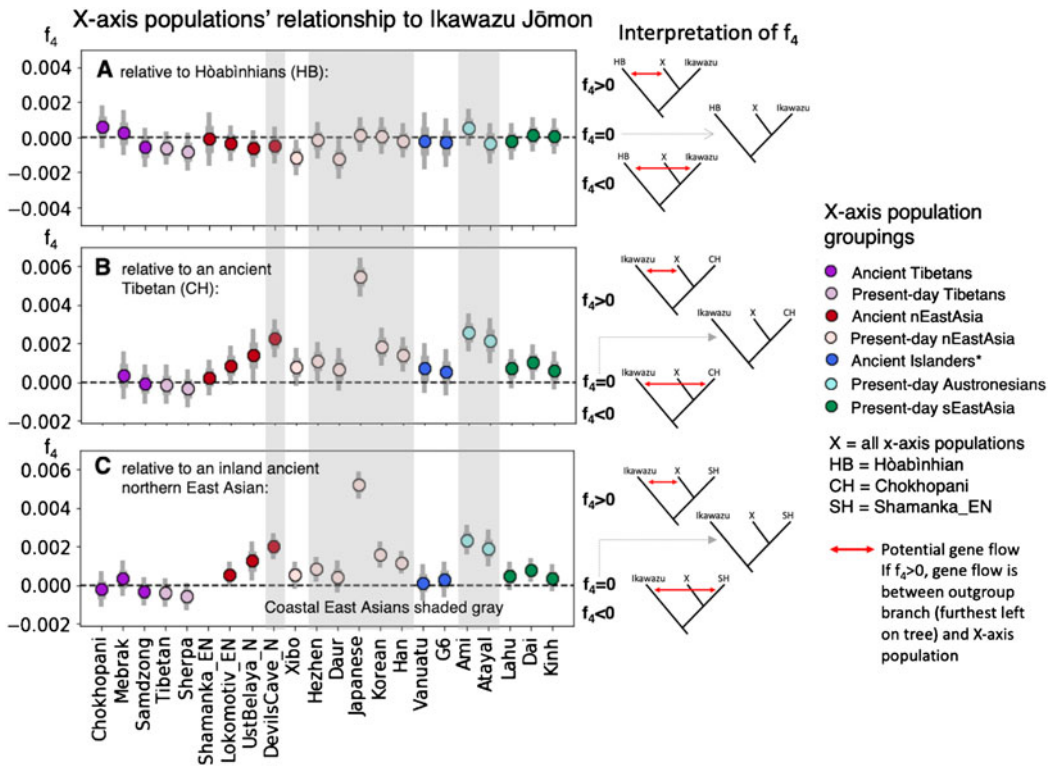 X-axis populations' relationship to Ikawazu Jōmon
Interpretation of f4
f4
A relative to Hòabìnhians (HB):
0.004
0.002
0.000
−0.002
−0.004
f4>0
f4=0
f4<0
HB X Ikawazu
HB X Ikawazu
HB X Ikawazu
f4
B relative to an ancient
Tibetan (CH):
0.006
0.004
0.002
0.000
−0.002
f4>0
f4=0
f4<0
Ikawazu X CH
Ikawazu X CH
Ikawazu X CH
f4
C relative to an inland ancient
northern East Asian:
0.006
0.004
0.002
0.000
−0.002
Coastal East Asians shaded gray
f4>0
f4=0
f4<0
Ikawazu X SH
Ikawazu X SH
Ikawazu X SH
Chokhopani
Mebrak
Samdzong
Tibetan
Sherpa
Shamanka_EN
Lokomotiv_EN
UstBelaya_N
DevilsCave_N
Xibo
Hezhen
Daur
Japanese
Korean
Han
Vanuatu
G6
Ami
Atayal
Lahu
Dai
Kinh
X-axis population
groupings
Ancient Tibetans
Present-day Tibetans
Ancient nEastAsia
Present-day nEastAsia
Ancient Islanders*
Present-day Austronesians
Present-day sEastAsia
X = all x-axis populations
HB = Hòabìnhian
CH = Chokhopani
SH = Shamanka_EN
Potential gene flow
If f4>0, gene flow is
between outgroup
branch (furthest left
on tree) and X-axis
population